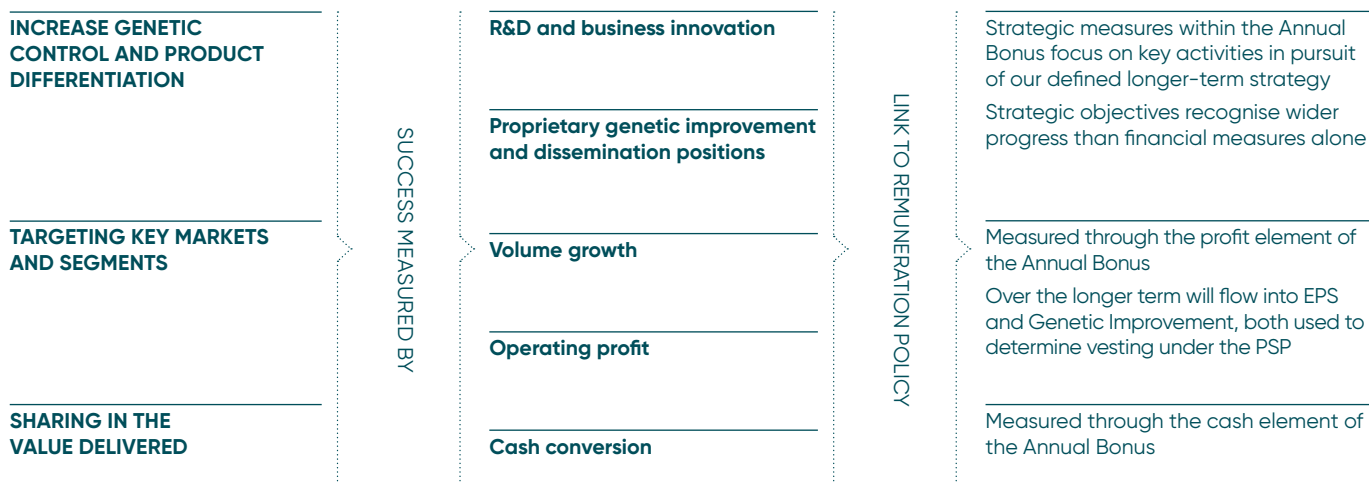 INCREASE GENETIC
CONTROL AND PRODUCT
DIFFERENTIATION
TARGETING KEY MARKETS
AND SEGMENTS
SHARING IN THE
VALUE DELIVERED
SUCCESS MEASURED BY
R&D and business innovation
Proprietary genetic improvement
and dissemination positions
Volume growth
Operating profit
Cash conversion
LINK TO REMUNERATION POLICY
Strategic measures within the Annual
Bonus focus on key activities in pursuit
of our defined longer-term strategy
Strategic objectives recognise wider
progress than financial measures alone
Measured through the profit element of
the Annual Bonus
Over the longer term will flow into EPS
and Genetic Improvement, both used to
determine vesting under the PSP
Measured through the cash element of
the Annual Bonus